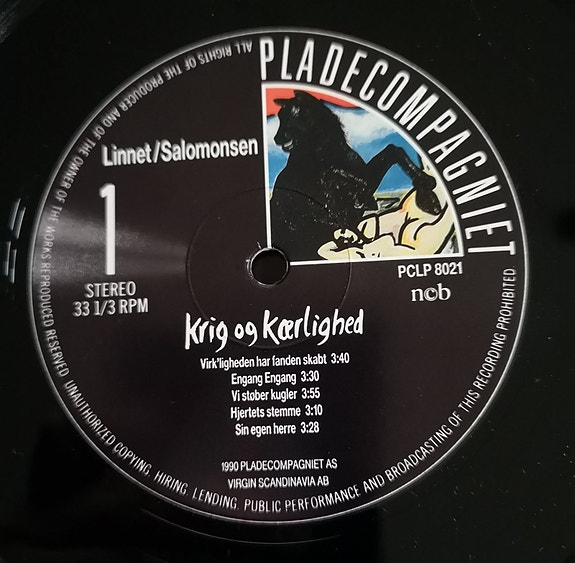 PLADECOMPAGNIET
Linnet/Salomonsen
1
STEREO
33 1/3 RPM
PCLP 8021
ncb
Krig og Kærlighed
Virk'ligheden har fanden skabt 3:40
Engang Engang 3:30
Vi støber kugler 3:55
Hjertets stemme 3:10
Sin egen herre 3:28
1990 PLADECOMPAGNIET AS
VIRGIN SCANDINAVIA AB
ALL RIGHTS OF THE PRODUCER AND OF THE OWNER OF THE WORKS REPRODUCED RESERVED. UNAUTHORIZED COPYING, HIRING, LENDING, PUBLIC PERFORMANCE AND BROADCASTING OF THIS RECORDING PROHIBITED